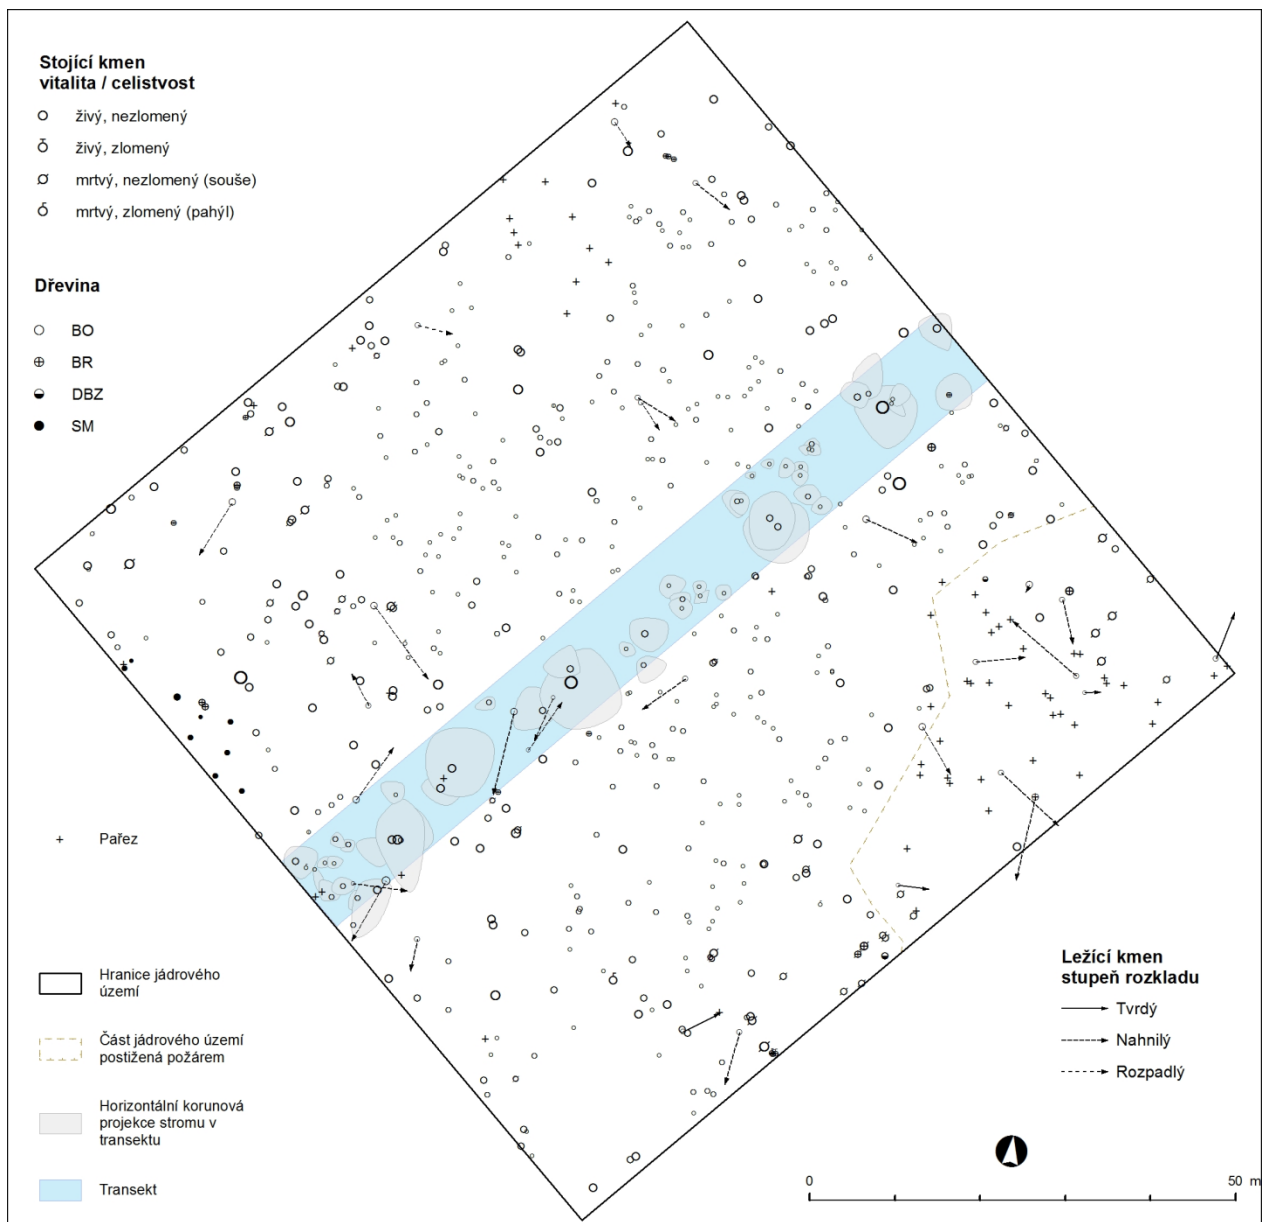 Stojící kmen
vitalita / celistvost
živý, nezlomený
živý, zlomený
mrtvý, nezlomený (souše)
mrtvý, zlomený (pahýl)
Dřevina
BO
BR
DBZ
SM
Pařez
Hranice jádrového
území
Část jádrového území
postižená požárem
Horizontální korunová
projekce stromu v
transektu
Transekt
Ležící kmen
stupeň rozkladu
Tvrdý
Nahnilý
Rozpadlý
0 50 m